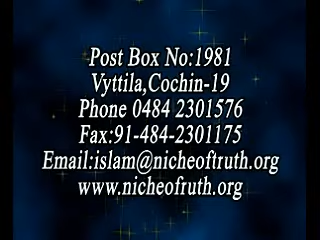 Post Box No:1981
Vyttila,Cochin-19
Phone 0484 2301576
Fax:91-484-2301175
Email:islam@nicheoftruth.org
www.nicheofruth.org